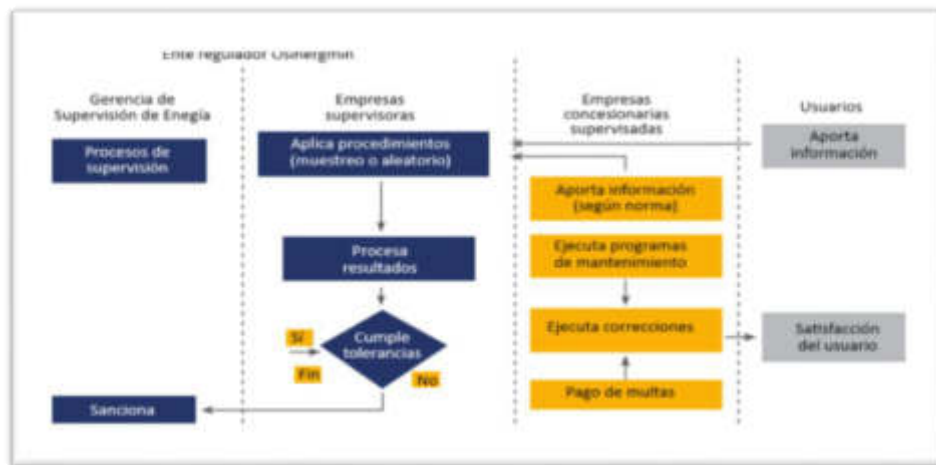 Ente regulador Osinergmin
Gerencia de
Supervisión de Enegía
Empresas
supervisoras
Empresas
concesionarias
supervisadas
Usuarios
Procesos de
supervisión
Aplica procedimientos
(muestreo o aleatorio)
Aporta
información
Aporta información
(según norma)
Procesa
resultados
Ejecuta programas
de mantenimiento
Sí
Cumple
tolerancias
Fin
No
Ejecuta correcciones
Satisfacción
del usuario
Pago de multas
Sanciona